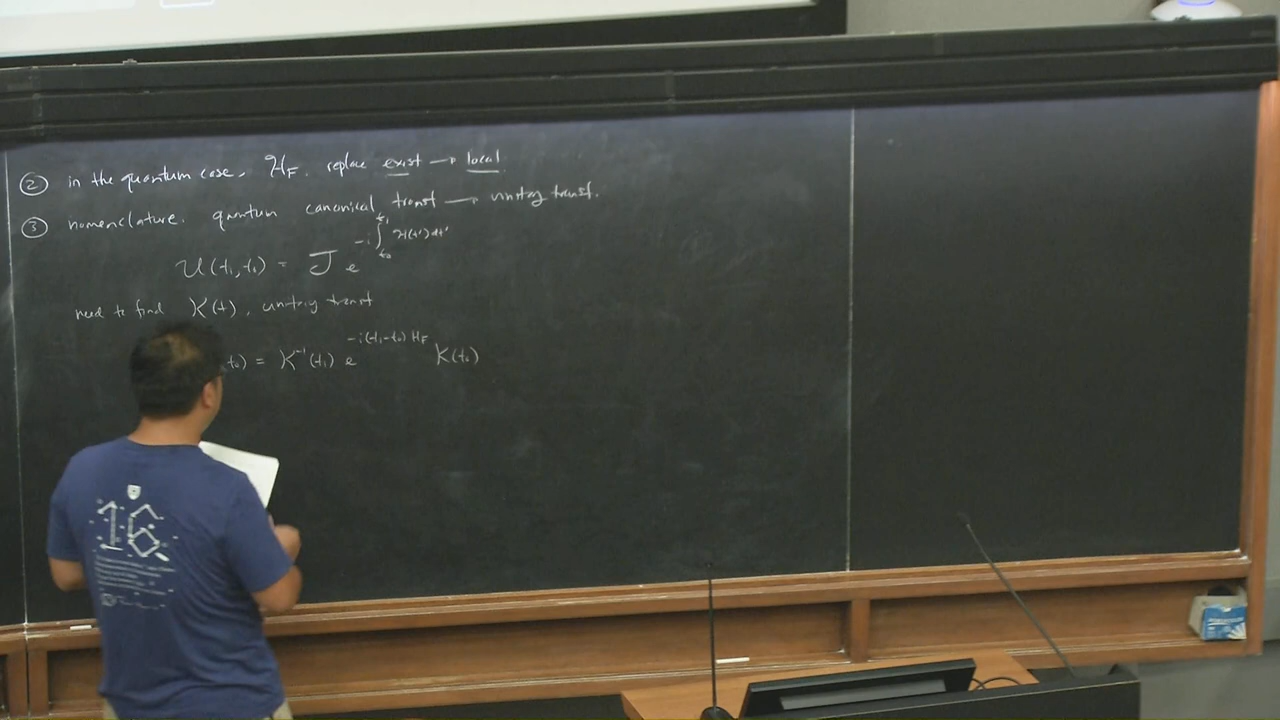 ② in the quantum case, H_F. replace exist → local
③ nomenclature. quantum canonical transf → unitary transf.
U(t₁,t₀) = J e^{-i∫_{t₀}^{t₁} H(t')dt'}
need to find K(t), unitary transf
t₀) = K⁻¹(t₁) e^{-i(t₁-t₀)H_F} K(t₀)
16